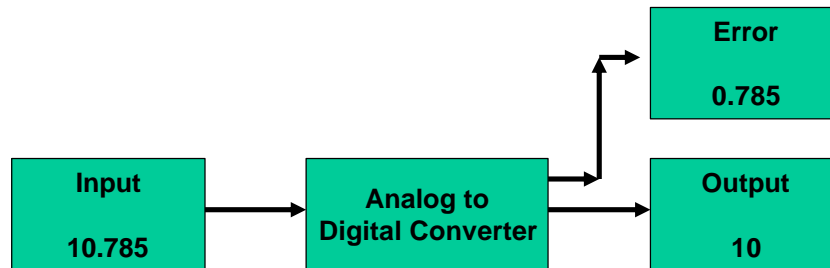 Error
0.785
Input
10.785
Analog to
Digital Converter
Output
10